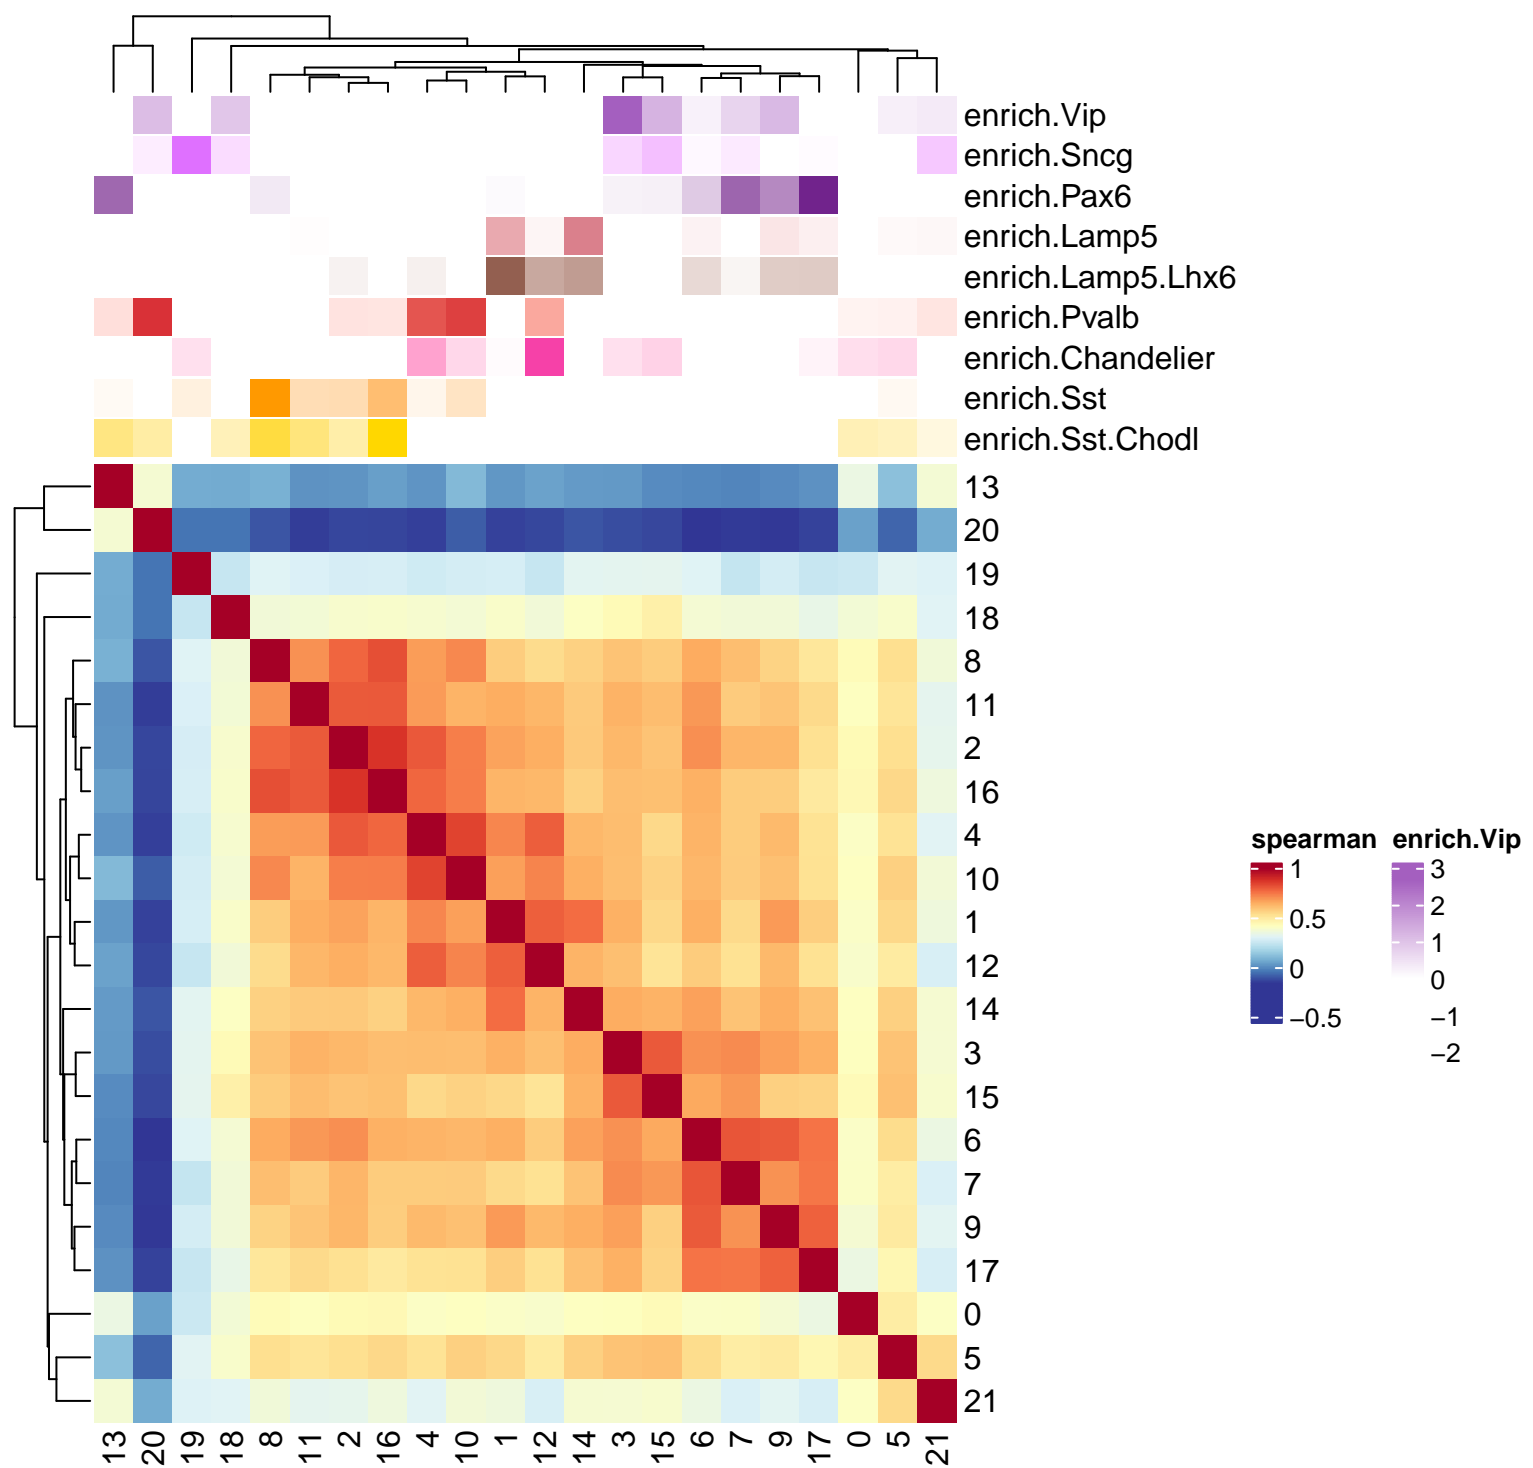 enrich.Vip
enrich.Sncg
enrich.Pax6
enrich.Lamp5
enrich.Lamp5.Lhx6
enrich.Pvalb
enrich.Chandelier
enrich.Sst
enrich.Sst.Chodl
13
20
19
18
8
11
2
16
4
10
1
12
14
3
15
6
7
9
17
0
5
21
13 20 19 18 8 11 2 16 4 10 1 12 14 3 15 6 7 9 17 0 5 21
spearman
1
0.5
0
−0.5
enrich.Vip
3
2
1
0
−1
−2